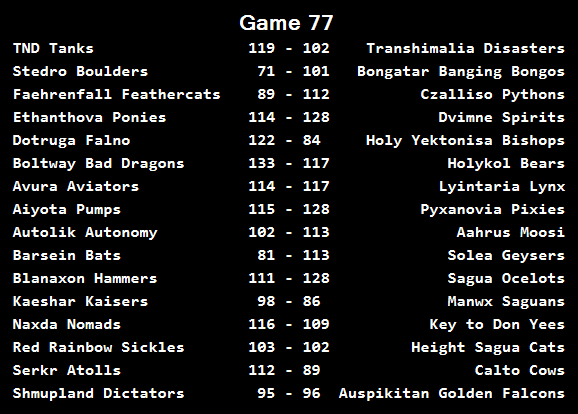 Game 77
TND Tanks 119 - 102 Transhimalia Disasters
Stedro Boulders 71 - 101 Bongatar Banging Bongos
Faehrenfall Feathercats 89 - 112 Czalliso Pythons
Ethanthova Ponies 114 - 128 Dvimne Spirits
Dotruga Falno 122 - 84 Holy Yektonisa Bishops
Boltway Bad Dragons 133 - 117 Holykol Bears
Avura Aviators 114 - 117 Lyintaria Lynx
Aiyota Pumps 115 - 128 Pyxanovia Pixies
Autolik Autonomy 102 - 113 Aahrus Moosi
Barsein Bats 81 - 113 Solea Geysers
Blanaxon Hammers 111 - 128 Sagua Ocelots
Kaeshar Kaisers 98 - 86 Manwx Saguans
Naxda Nomads 116 - 109 Key to Don Yees
Red Rainbow Sickles 103 - 102 Height Sagua Cats
Serkr Atolls 112 - 89 Calto Cows
Shmupland Dictators 95 - 96 Auspikitan Golden Falcons